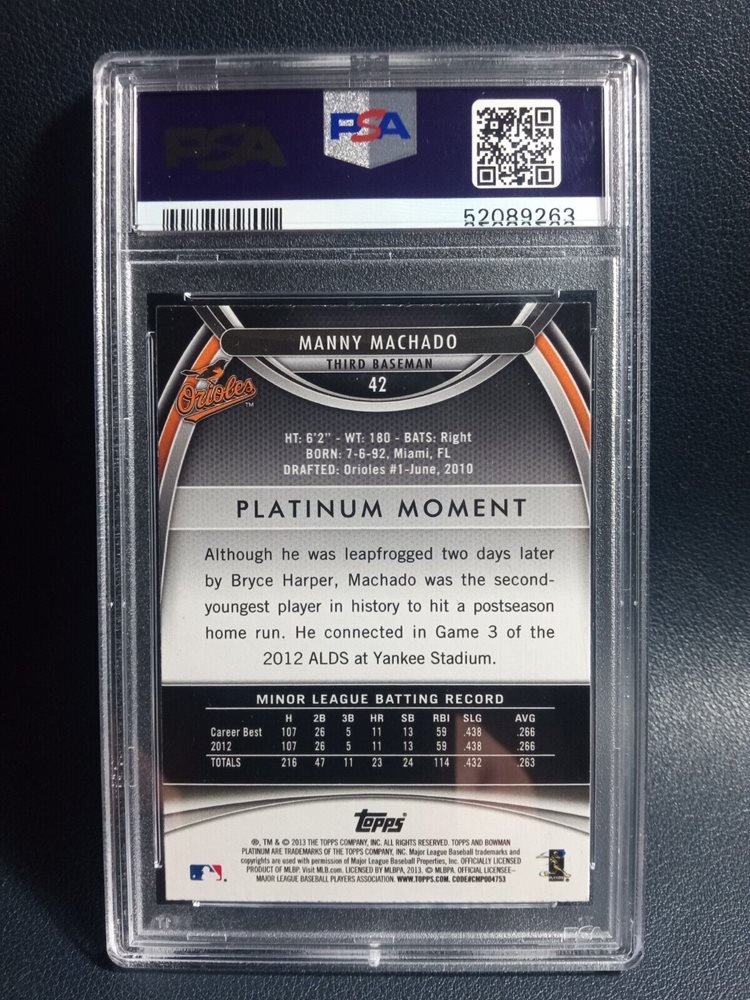 PSA
PSA
52089263
MANNY MACHADO
THIRD BASEMAN
42
Orioles
TM
HT: 6'2" - WT: 180 - BATS: Right
BORN: 7-6-92, Miami, FL
DRAFTED: Orioles #1-June, 2010
PLATINUM MOMENT
Although he was leapfrogged two days later
by Bryce Harper, Machado was the second-
youngest player in history to hit a postseason
home run. He connected in Game 3 of the
2012 ALDS at Yankee Stadium.
MINOR LEAGUE BATTING RECORD
H 2B 3B HR SB RBI SLG AVG
Career Best 107 26 5 11 13 59 .438 .266
2012 107 26 5 11 13 59 .438 .266
TOTALS 216 47 11 23 24 114 .432 .263
topps
®, TM & © 2013 THE TOPPS COMPANY, INC. ALL RIGHTS RESERVED. TOPPS AND BOWMAN
PLATINUM ARE TRADEMARKS OF THE TOPPS COMPANY, INC. Major League Baseball trademarks and
copyrights are used with permission of Major League Baseball Properties, Inc. OFFICIALLY LICENSED
PRODUCT OF MLBP. Visit MLB.com. LICENSED BY MLBPA, 2013. © MLBPA. OFFICIAL LICENSEE–
MAJOR LEAGUE BASEBALL PLAYERS ASSOCIATION. WWW.TOPPS.COM. CODE#CMP004753